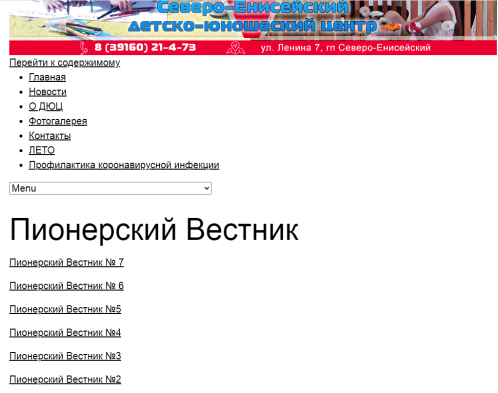 Северо-Енисейский
детско-юношеский центр
8 (39160) 21-4-73 ул. Ленина 7, гп Северо-Енисейский
Перейти к содержимому
Главная
Новости
О ДЮЦ
Фотогалерея
Контакты
ЛЕТО
Профилактика коронавирусной инфекции
Menu
Пионерский Вестник
Пионерский Вестник № 7
Пионерский Вестник № 6
Пионерский Вестник №5
Пионерский Вестник №4
Пионерский Вестник №3
Пионерский Вестник №2